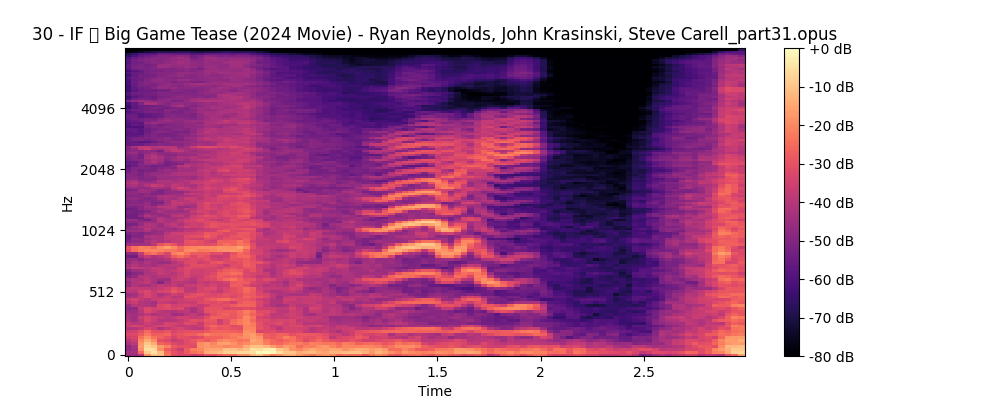 30 - IF ▯ Big Game Tease (2024 Movie) - Ryan Reynolds, John Krasinski, Steve Carell_part31.opus
+0 dB
4096
-10 dB
-20 dB
2048
-30 dB
Hz
1024
-40 dB
-50 dB
512
-60 dB
-70 dB
0
-80 dB
0
0.5
1
1.5
2
2.5
Time